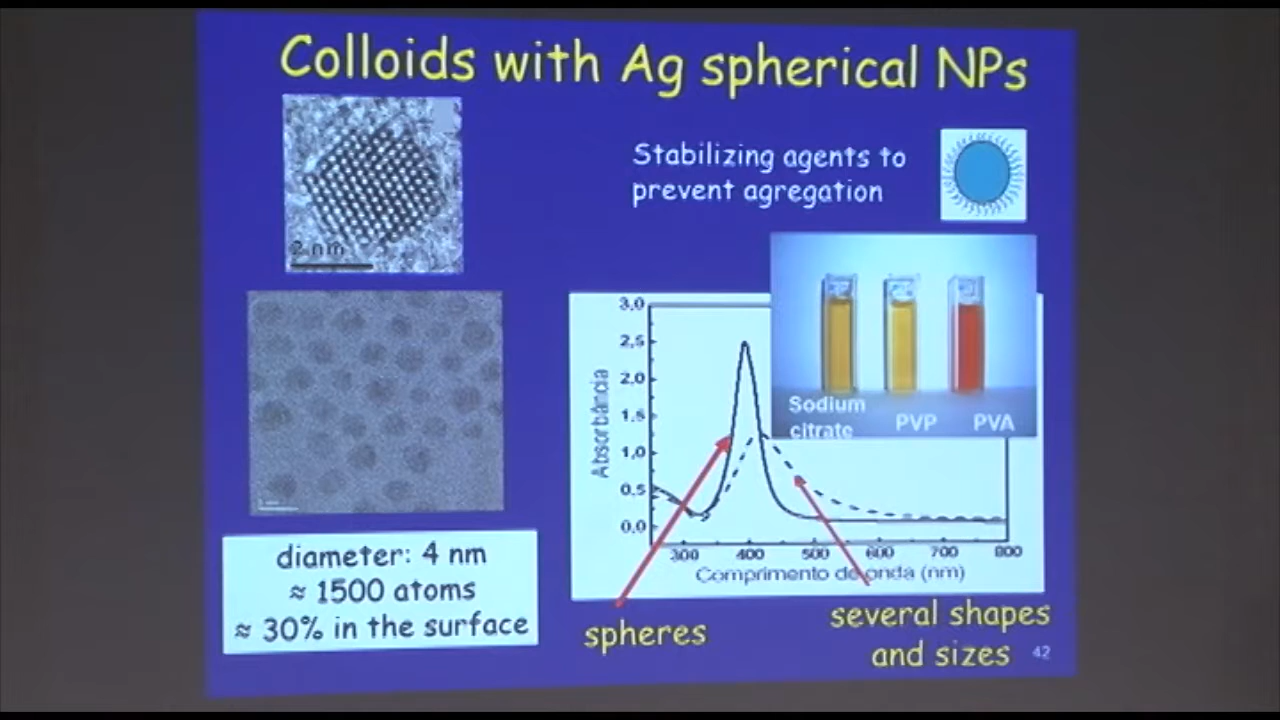 Colloids with Ag spherical NPs
2 nm
Stabilizing agents to
prevent agregation
Sodium
citrate
PVP
PVA
3,0
2,5
2,0
1,5
1,0
0,5
0,0
Absorbância
300 400 500 600 700 800
Comprimento de onda (nm)
diameter: 4 nm
≈ 1500 atoms
≈ 30% in the surface
spheres
several shapes
and sizes
42